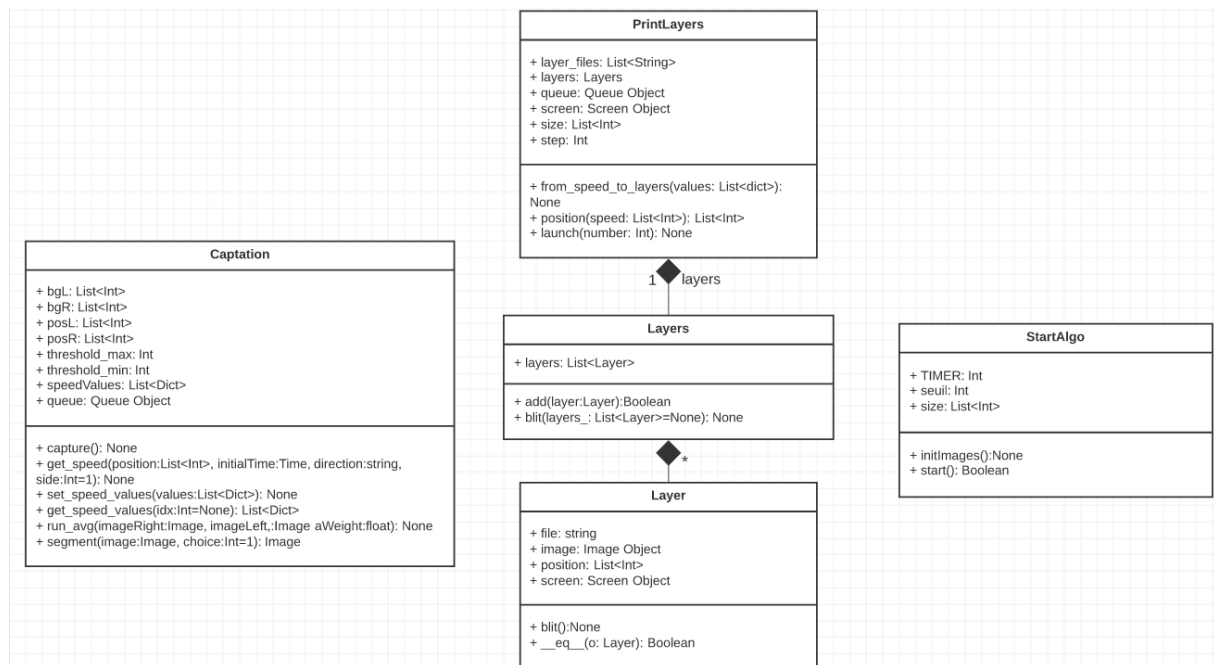 PrintLayers
+ layer_files: List<String>
+ layers: Layers
+ queue: Queue Object
+ screen: Screen Object
+ size: List<Int>
+ step: Int
+ from_speed_to_layers(values: List<dict>):
None
+ position(speed: List<Int>): List<Int>
+ launch(number: Int): None
1
layers
Captation
+ bgL: List<Int>
+ bgR: List<Int>
+ posL: List<Int>
+ posR: List<Int>
+ threshold_max: Int
+ threshold_min: Int
+ speedValues: List<Dict>
+ queue: Queue Object
+ capture(): None
+ get_speed(position:List<Int>, initialTime:Time, direction:string,
side:Int=1): None
+ set_speed_values(values:List<Dict>): None
+ get_speed_values(idx:Int=None): List<Dict>
+ run_avg(imageRight:Image, imageLeft,:Image aWeight:float): None
+ segment(image:Image, choice:Int=1): Image
Layers
+ layers: List<Layer>
+ add(layer:Layer):Boolean
+ blit(layers_: List<Layer>=None): None
*
Layer
+ file: string
+ image: Image Object
+ position: List<Int>
+ screen: Screen Object
+ blit():None
+ __eq__(o: Layer): Boolean
StartAlgo
+ TIMER: Int
+ seuil: Int
+ size: List<Int>
+ initImages():None
+ start(): Boolean